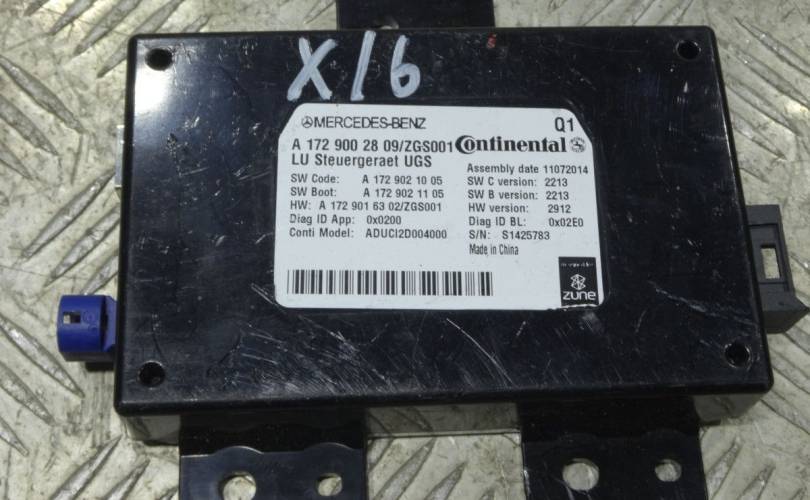 X16
MERCEDES-BENZ Q1
A 172 900 28 09/ZGS001 Continental
LU Steuergeraet UGS
Assembly date 11072014
SW Code: A 172 902 10 05
SW C version: 2213
SW Boot: A 172 902 11 05
SW B version: 2213
HW: A 172 901 63 02/ZGS001
HW version: 2912
Diag ID App: 0x0200
Diag ID BL: 0x02E0
Conti Model: ADUCI2D004000
S/N: S1425783
Made in China
zune